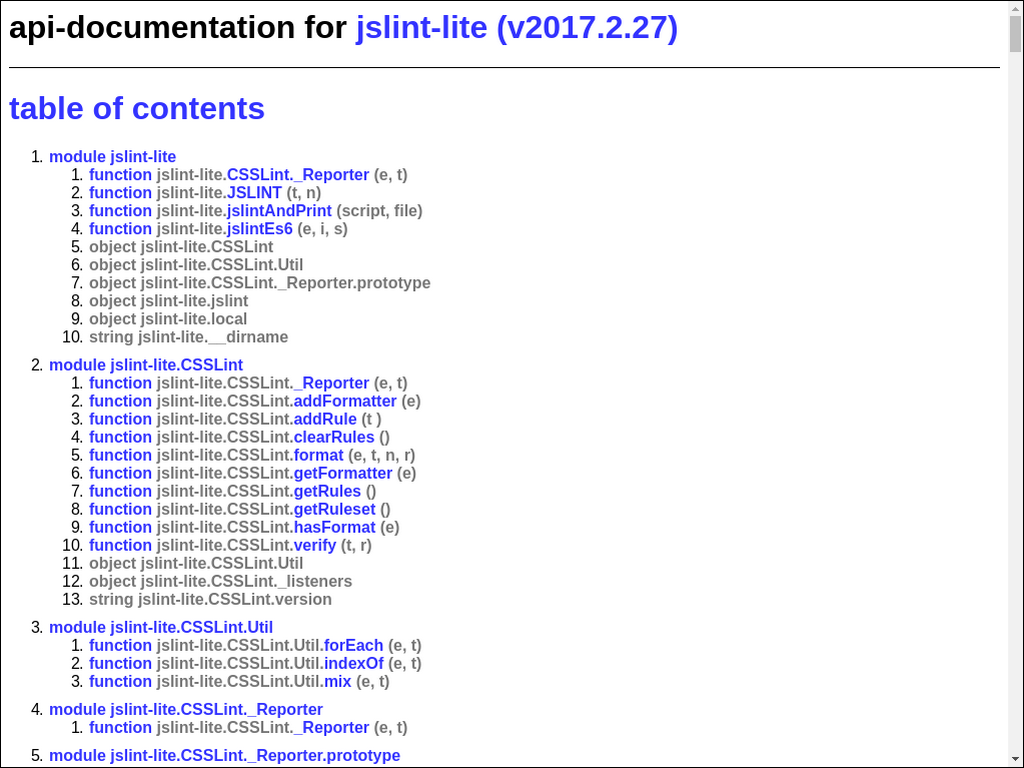 api-documentation for jslint-lite (v2017.2.27)
table of contents
1. module jslint-lite
1. function jslint-lite.CSSLint._Reporter (e, t)
2. function jslint-lite.JSLINT (t, n)
3. function jslint-lite.jslintAndPrint (script, file)
4. function jslint-lite.jslintEs6 (e, i, s)
5. object jslint-lite.CSSLint
6. object jslint-lite.CSSLint.Util
7. object jslint-lite.CSSLint._Reporter.prototype
8. object jslint-lite.jslint
9. object jslint-lite.local
10. string jslint-lite.__dirname
2. module jslint-lite.CSSLint
1. function jslint-lite.CSSLint._Reporter (e, t)
2. function jslint-lite.CSSLint.addFormatter (e)
3. function jslint-lite.CSSLint.addRule (t )
4. function jslint-lite.CSSLint.clearRules ()
5. function jslint-lite.CSSLint.format (e, t, n, r)
6. function jslint-lite.CSSLint.getFormatter (e)
7. function jslint-lite.CSSLint.getRules ()
8. function jslint-lite.CSSLint.getRuleset ()
9. function jslint-lite.CSSLint.hasFormat (e)
10. function jslint-lite.CSSLint.verify (t, r)
11. object jslint-lite.CSSLint.Util
12. object jslint-lite.CSSLint._listeners
13. string jslint-lite.CSSLint.version
3. module jslint-lite.CSSLint.Util
1. function jslint-lite.CSSLint.Util.forEach (e, t)
2. function jslint-lite.CSSLint.Util.indexOf (e, t)
3. function jslint-lite.CSSLint.Util.mix (e, t)
4. module jslint-lite.CSSLint._Reporter
1. function jslint-lite.CSSLint._Reporter (e, t)
5. module jslint-lite.CSSLint._Reporter.prototype